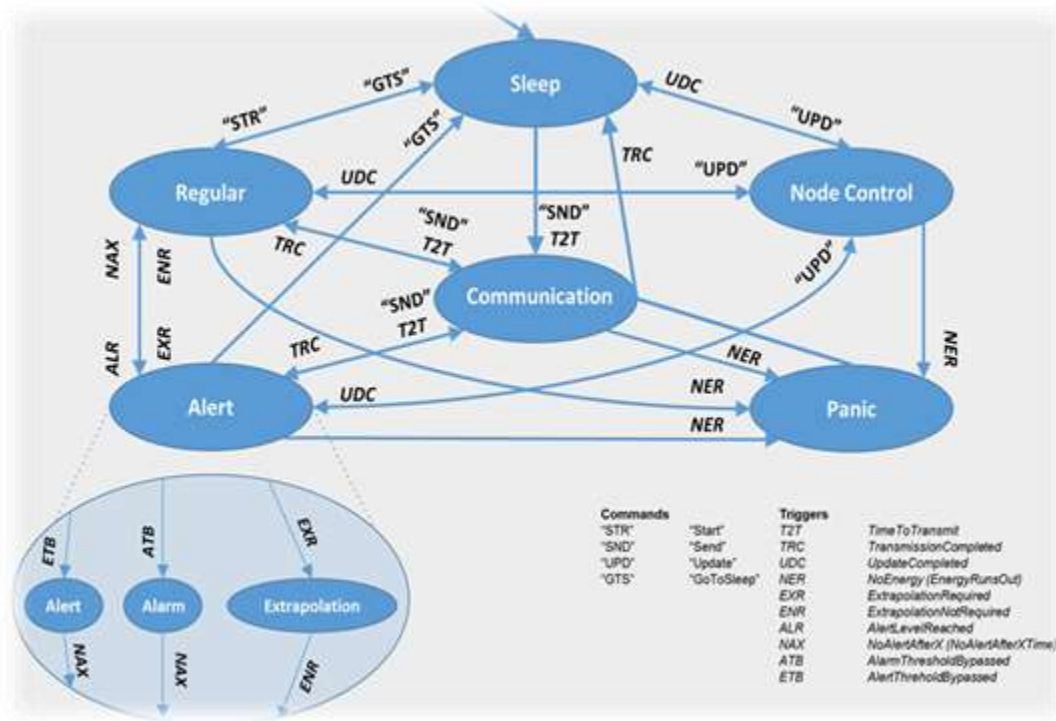 Sleep
"GTS"
UDC
"STR"
"GTS"
"UPD"
TRC
Regular
UDC
"UPD"
Node Control
"SND"
T2T
TRC
"SND"
T2T
NAX
ENR
"UPD"
Communication
"SND"
T2T
ALR
EXR
TRC
NER
NER
NER
Alert
UDC
Panic
NER
ETB
ATB
EXR
Alert
Alarm
Extrapolation
NAX
NAX
ENR
Commands
"STR" "Start"
"SND" "Send"
"UPD" "Update"
"GTS" "GoToSleep"
Triggers
T2T TimeToTransmit
TRC TransmissionCompleted
UDC UpdateCompleted
NER NoEnergy (EnergyRunsOut)
EXR ExtrapolationRequired
ENR ExtrapolationNotRequired
ALR AlertLevelReached
NAX NoAlertAfterX (NoAlertAfterXTime)
ATB AlarmThresholdBypassed
ETB AlertThreholdBypassed